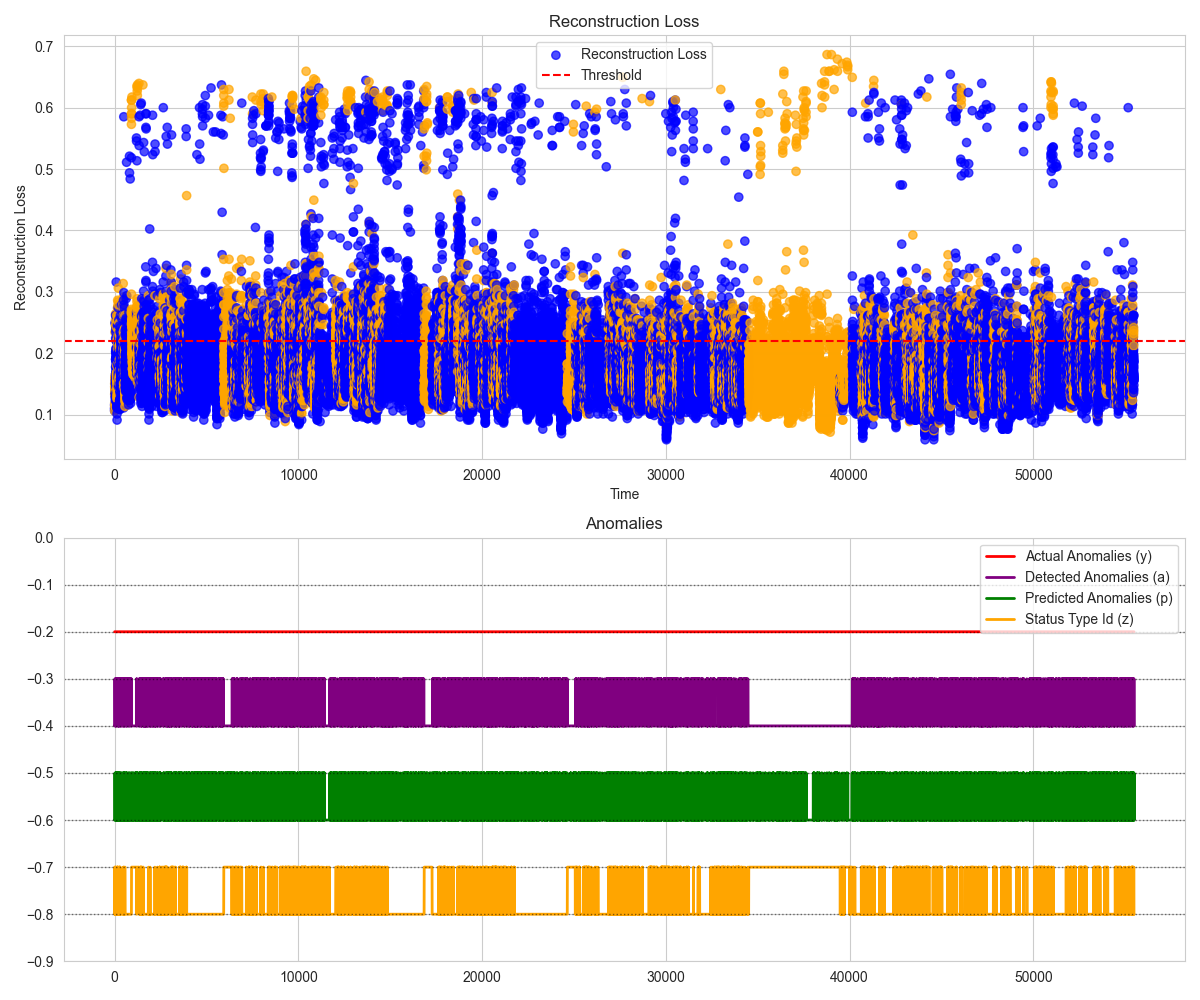 Reconstruction Loss
Reconstruction Loss
0.7
0.6
0.5
0.4
0.3
0.2
0.1
Reconstruction Loss
Threshold
0 10000 20000 30000 40000 50000
Time
Anomalies
0.0
−0.1
−0.2
−0.3
−0.4
−0.5
−0.6
−0.7
−0.8
−0.9
Actual Anomalies (y)
Detected Anomalies (a)
Predicted Anomalies (p)
Status Type Id (z)
0 10000 20000 30000 40000 50000